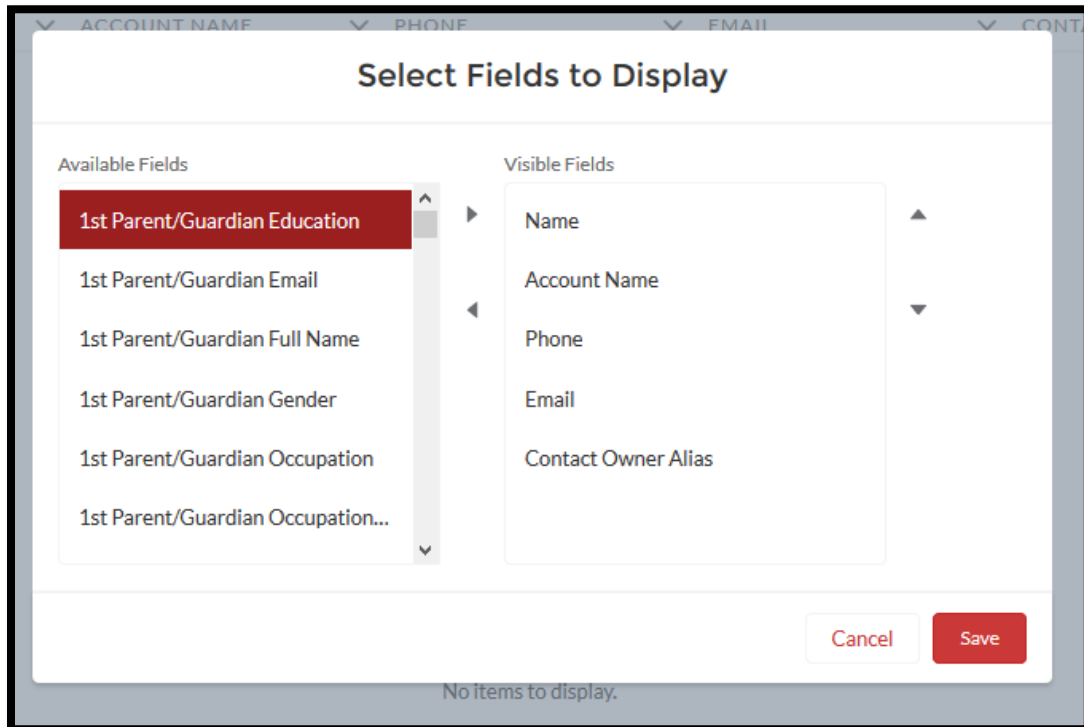 ACCOUNT NAME PHONE EMAIL
Select Fields to Display
Available Fields
1st Parent/Guardian Education
1st Parent/Guardian Email
1st Parent/Guardian Full Name
1st Parent/Guardian Gender
1st Parent/Guardian Occupation
1st Parent/Guardian Occupation...
Visible Fields
Name
Account Name
Phone
Email
Contact Owner Alias
Cancel Save
No items to display.